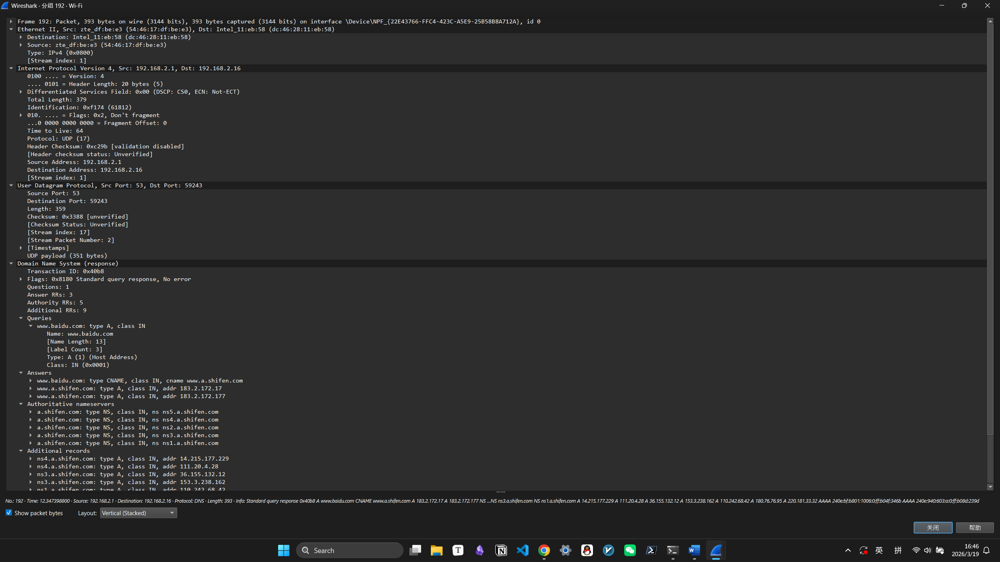 Wireshark · 分组 192 · Wi-Fi
Frame 192: Packet, 393 bytes on wire (3144 bits), 393 bytes captured (3144 bits) on interface \Device\NPF_{22E43766-FFC4-423C-A5E9-25B58B8A712A}, id 0
Ethernet II, Src: zte_df:be:e3 (54:46:17:df:be:e3), Dst: Intel_11:eb:58 (dc:46:28:11:eb:58)
Destination: Intel_11:eb:58 (dc:46:28:11:eb:58)
Source: zte_df:be:e3 (54:46:17:df:be:e3)
Type: IPv4 (0x0800)
[Stream index: 1]
Internet Protocol Version 4, Src: 192.168.2.1, Dst: 192.168.2.16
0100 .... = Version: 4
.... 0101 = Header Length: 20 bytes (5)
Differentiated Services Field: 0x00 (DSCP: CS0, ECN: Not-ECT)
Total Length: 379
Identification: 0xf174 (61812)
010. .... = Flags: 0x2, Don't fragment
...0 0000 0000 0000 = Fragment Offset: 0
Time to Live: 64
Protocol: UDP (17)
Header Checksum: 0xc29b [validation disabled]
[Header checksum status: Unverified]
Source Address: 192.168.2.1
Destination Address: 192.168.2.16
[Stream index: 1]
User Datagram Protocol, Src Port: 53, Dst Port: 59243
Source Port: 53
Destination Port: 59243
Length: 359
Checksum: 0x3388 [unverified]
[Checksum Status: Unverified]
[Stream index: 17]
[Stream Packet Number: 2]
[Timestamps]
UDP payload (351 bytes)
Domain Name System (response)
Transaction ID: 0x40b8
Flags: 0x8180 Standard query response, No error
Questions: 1
Answer RRs: 3
Authority RRs: 5
Additional RRs: 9
Queries
www.baidu.com: type A, class IN
Name: www.baidu.com
[Name Length: 13]
[Label Count: 3]
Type: A (1) (Host Address)
Class: IN (0x0001)
Answers
www.baidu.com: type CNAME, class IN, cname www.a.shifen.com
www.a.shifen.com: type A, class IN, addr 183.2.172.17
www.a.shifen.com: type A, class IN, addr 183.2.172.177
Authoritative nameservers
a.shifen.com: type NS, class IN, ns ns5.a.shifen.com
a.shifen.com: type NS, class IN, ns ns4.a.shifen.com
a.shifen.com: type NS, class IN, ns ns2.a.shifen.com
a.shifen.com: type NS, class IN, ns ns3.a.shifen.com
a.shifen.com: type NS, class IN, ns ns1.a.shifen.com
Additional records
ns4.a.shifen.com: type A, class IN, addr 14.215.177.229
ns4.a.shifen.com: type A, class IN, addr 111.20.4.28
ns3.a.shifen.com: type A, class IN, addr 36.155.132.12
ns3.a.shifen.com: type A, class IN, addr 153.3.238.162
ns1.a.shifen.com: type A, class IN, addr 110.242.68.42
No.: 192 · Time: 12.347398800 · Source: 192.168.2.1 · Destination: 192.168.2.16 · Protocol: DNS · Length: 393 · Info: Standard query response 0x40b8 A www.baidu.com CNAME www.a.shifen.com A 183.2.172.17 A 183.2.172.177 NS ...NS ns3.a.shifen.com NS ns1.a.shifen.com A 14.215.177.229 A 111.20.4.28 A 36.155.132.12 A 153.3.238.162 A 110.242.68.42 A 180.76.76.95 A 220.181.33.32 AAAA 240e:bf:b801:1006:0:ff:b04f:346b AAAA 240e:940:603:a:0:ff:b08d:239d
Show packet bytes Layout: Vertical (Stacked)
关闭 帮助
Search T N W 英 拼 16:46
2026/3/19